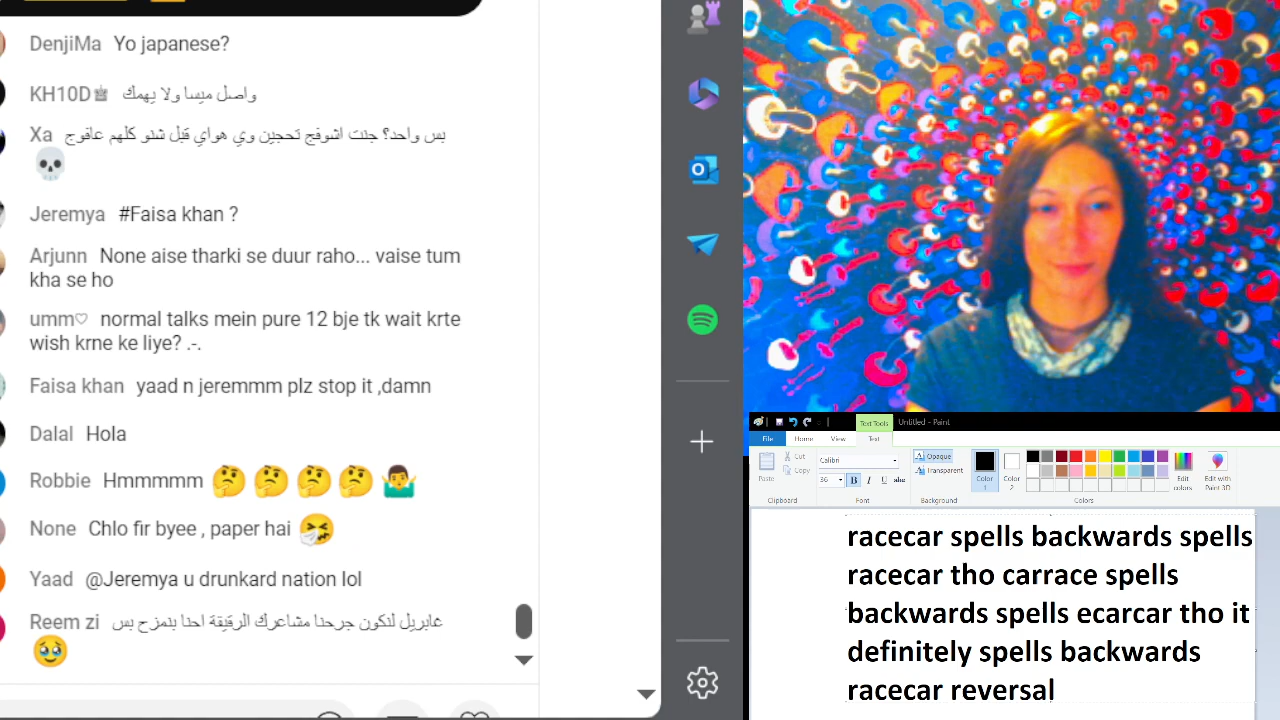 DenjiMa Yo japanese?
KH10D واصل ميسا ولا يهمك
Xa بس واحد؟ جنت اشوفج تحجين وي هواي قبل شنو كلهم عافوج
Jeremya #Faisa khan ?
Arjunn None aise tharki se duur raho... vaise tum
kha se ho
umm♡ normal talks mein pure 12 bje tk wait krte
wish krne ke liye? .-.
Faisa khan yaad n jeremmm plz stop it ,damn
Dalal Hola
Robbie Hmmmmm 🤔 🤔 🤔 🤔 🤷‍♂️
None Chlo fir byee , paper hai 🤧
Yaad @Jeremya u drunkard nation lol
Reem zi غابريل لنكون جرحنا مشاعرك الرقيقة احنا بنمزح بس
🥹
Text Tools Untitled - Paint
File Home View Text
Paste Cut Copy
Clipboard
Calibri
36 B I U abc
Font
Opaque
Transparent
Background
Color 1
Color 2
Edit colors
Edit with Paint 3D
Colors
racecar spells backwards spells
racecar tho carrace spells
backwards spells ecarcar tho it
definitely spells backwards
racecar reversal